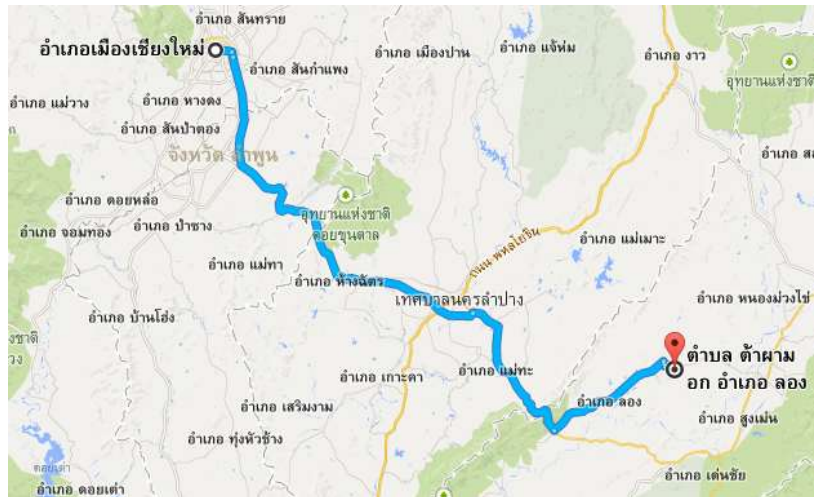 อำเภอ สันทราย
อำเภอเมืองเชียงใหม่
อำเภอ เมืองปาน
อำเภอ แจ้ห่ม
อำเภอ งาว
อำเภอ สันกำแพง
อุทยานแห่งชาติ
อำเภอ แม่วาง
อำเภอ หางดง
อำเภอ สันป่าตอง
จังหวัด ลำพูน
อำเภอ ดอยหล่อ
อุทยานแห่งชาติ
ดอยขุนตาล
อำเภอ จอมทอง
อำเภอ ป่าซาง
ถนน พหลโยธิน
อำเภอ แม่เมาะ
อำเภอ แม่ทา
อำเภอ ห้างฉัตร
เทศบาลนครลำปาง
อำเภอ หนองม่วงไข่
อำเภอ บ้านโฮ่ง
ตำบล ต้าผาม
อก อำเภอ ลอง
อำเภอ เกาะคา
อำเภอ แม่ทะ
อำเภอ เสริมงาม
อำเภอ ลอง
อำเภอ สูงเม่น
อำเภอ ทุ่งหัวช้าง
ดอยเต่า
อำเภอ ดอยเต่า
อำเภอ เด่นชัย